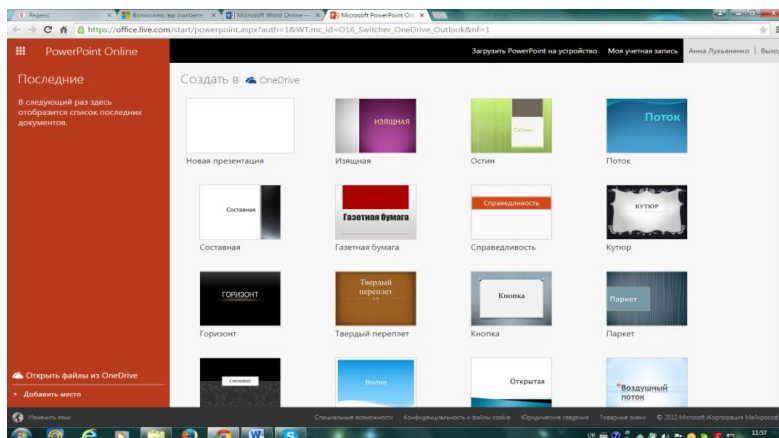 Яндекс
Возможно, вы считаете
Microsoft Word Online —
Microsoft PowerPoint Onl
https://office.live.com/start/powerpoint.aspx?auth=1&WT.mc_id=O16_Switcher_OneDrive_Outlook&nf=1
PowerPoint Online
Загрузить PowerPoint на устройство
Моя учетная запись
Анна Лукьяненко | Выхо
Последние
В следующий раз здесь
отобразится список последних
документов.
Создать в OneDrive
ИЗЯЩНАЯ
Остин
Поток
Новая презентация
Изящная
Остин
Поток
Составная
Газетная бумага
Справедливость
КУТЮР
Составная
Газетная бумага
Справедливость
Кутюр
ГОРИЗОНТ
Твердый
переплет
Кнопка
Паркет
Горизонт
Твердый переплет
Кнопка
Паркет
Волна
Открытая
Воздушный
поток
Открыть файлы из OneDrive
Добавить место
Изменить язык
Специальные возможности
Конфиденциальность и файлы cookie
Юридические сведения
Товарные знаки
© 2015 Microsoft (Корпорация Майкрософ
UK
11:57